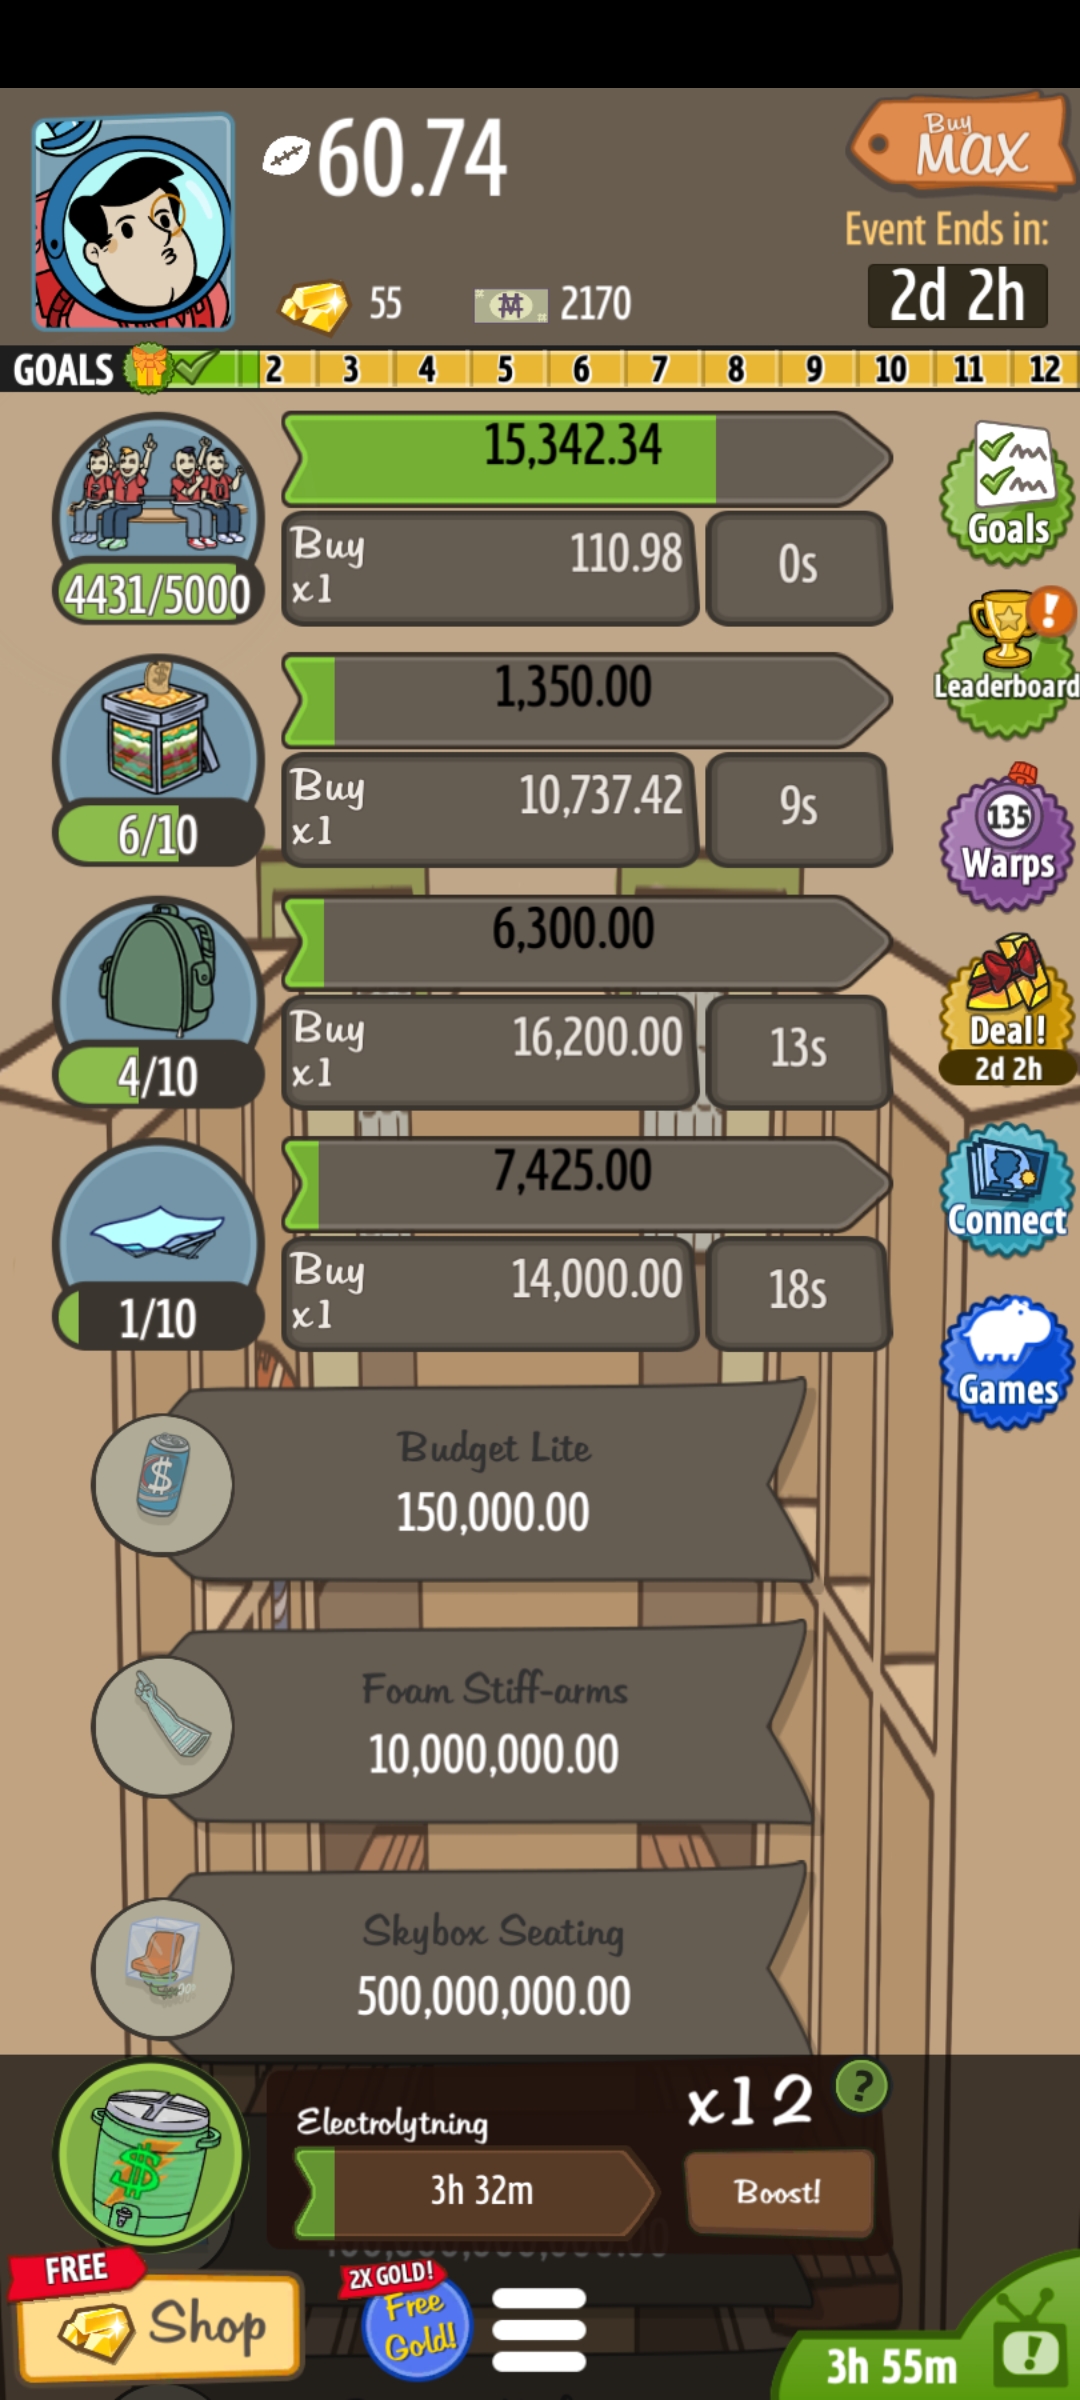 60.74
Buy
MAX
Event Ends in:
2d 2h
55
2170
GOALS 2 3 4 5 6 7 8 9 10 11 12
15,342.34
Buy
x1
110.98
0s
4431/5000
Goals
1,350.00
Buy
x1
10,737.42
9s
6/10
Leaderboard
6,300.00
Buy
x1
16,200.00
13s
4/10
135
Warps
Deal!
2d 2h
7,425.00
Buy
x1
14,000.00
18s
1/10
Connect
Games
Budget Lite
150,000.00
Foam Stiff-arms
10,000,000.00
Skybox Seating
500,000,000.00
Electrolytning
x12
?
3h 32m
Boost!
FREE
Shop
2X GOLD!
Free
Gold!
3h 55m